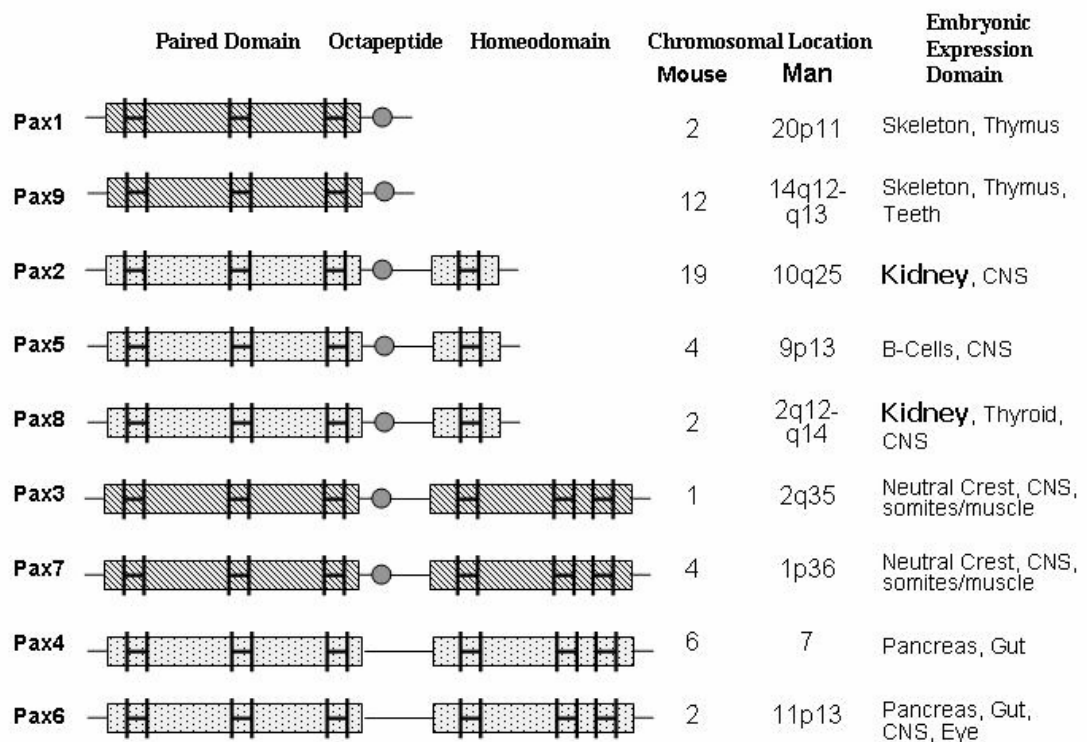 Paired Domain Octapeptide Homeodomain Chromosomal Location Embryonic
Expression
Domain
Mouse Man
Pax1 2 20p11 Skeleton, Thymus
Pax9 12 14q12-
q13 Skeleton, Thymus,
Teeth
Pax2 19 10q25 Kidney, CNS
Pax5 4 9p13 B-Cells, CNS
Pax8 2 2q12-
q14 Kidney, Thyroid,
CNS
Pax3 1 2q35 Neutral Crest, CNS,
somites/muscle
Pax7 4 1p36 Neutral Crest, CNS,
somites/muscle
Pax4 6 7 Pancreas, Gut
Pax6 2 11p13 Pancreas, Gut,
CNS, Eye